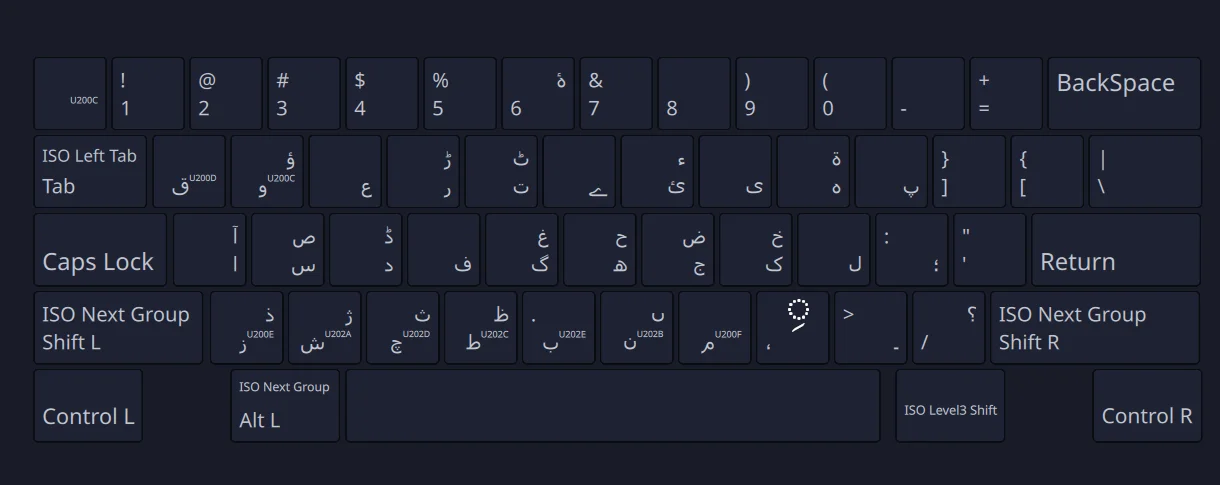 U200C ! 1 @ 2 # 3 $ 4 % 5 ۀ 6 & 7 8 ) 9 ( 0 - + = BackSpace
ISO Left Tab Tab U200D ق ؤ U200C و ع ڑ ر ٹ ت ے ء ئ ی ۃ ہ پ } ] { [ | \
Caps Lock آ ا ص س ڈ د ف غ گ ح ھ ض ج خ ک ل : ؛ " ' Return
ISO Next Group Shift L ذ U200E ز ژ U202A ش ث U202D چ ظ U202C ط . U202E ب ں U202B ن U200F م ◌ِ ، > ۔ ؟ / ISO Next Group Shift R
Control L ISO Next Group Alt L ISO Level3 Shift Control R